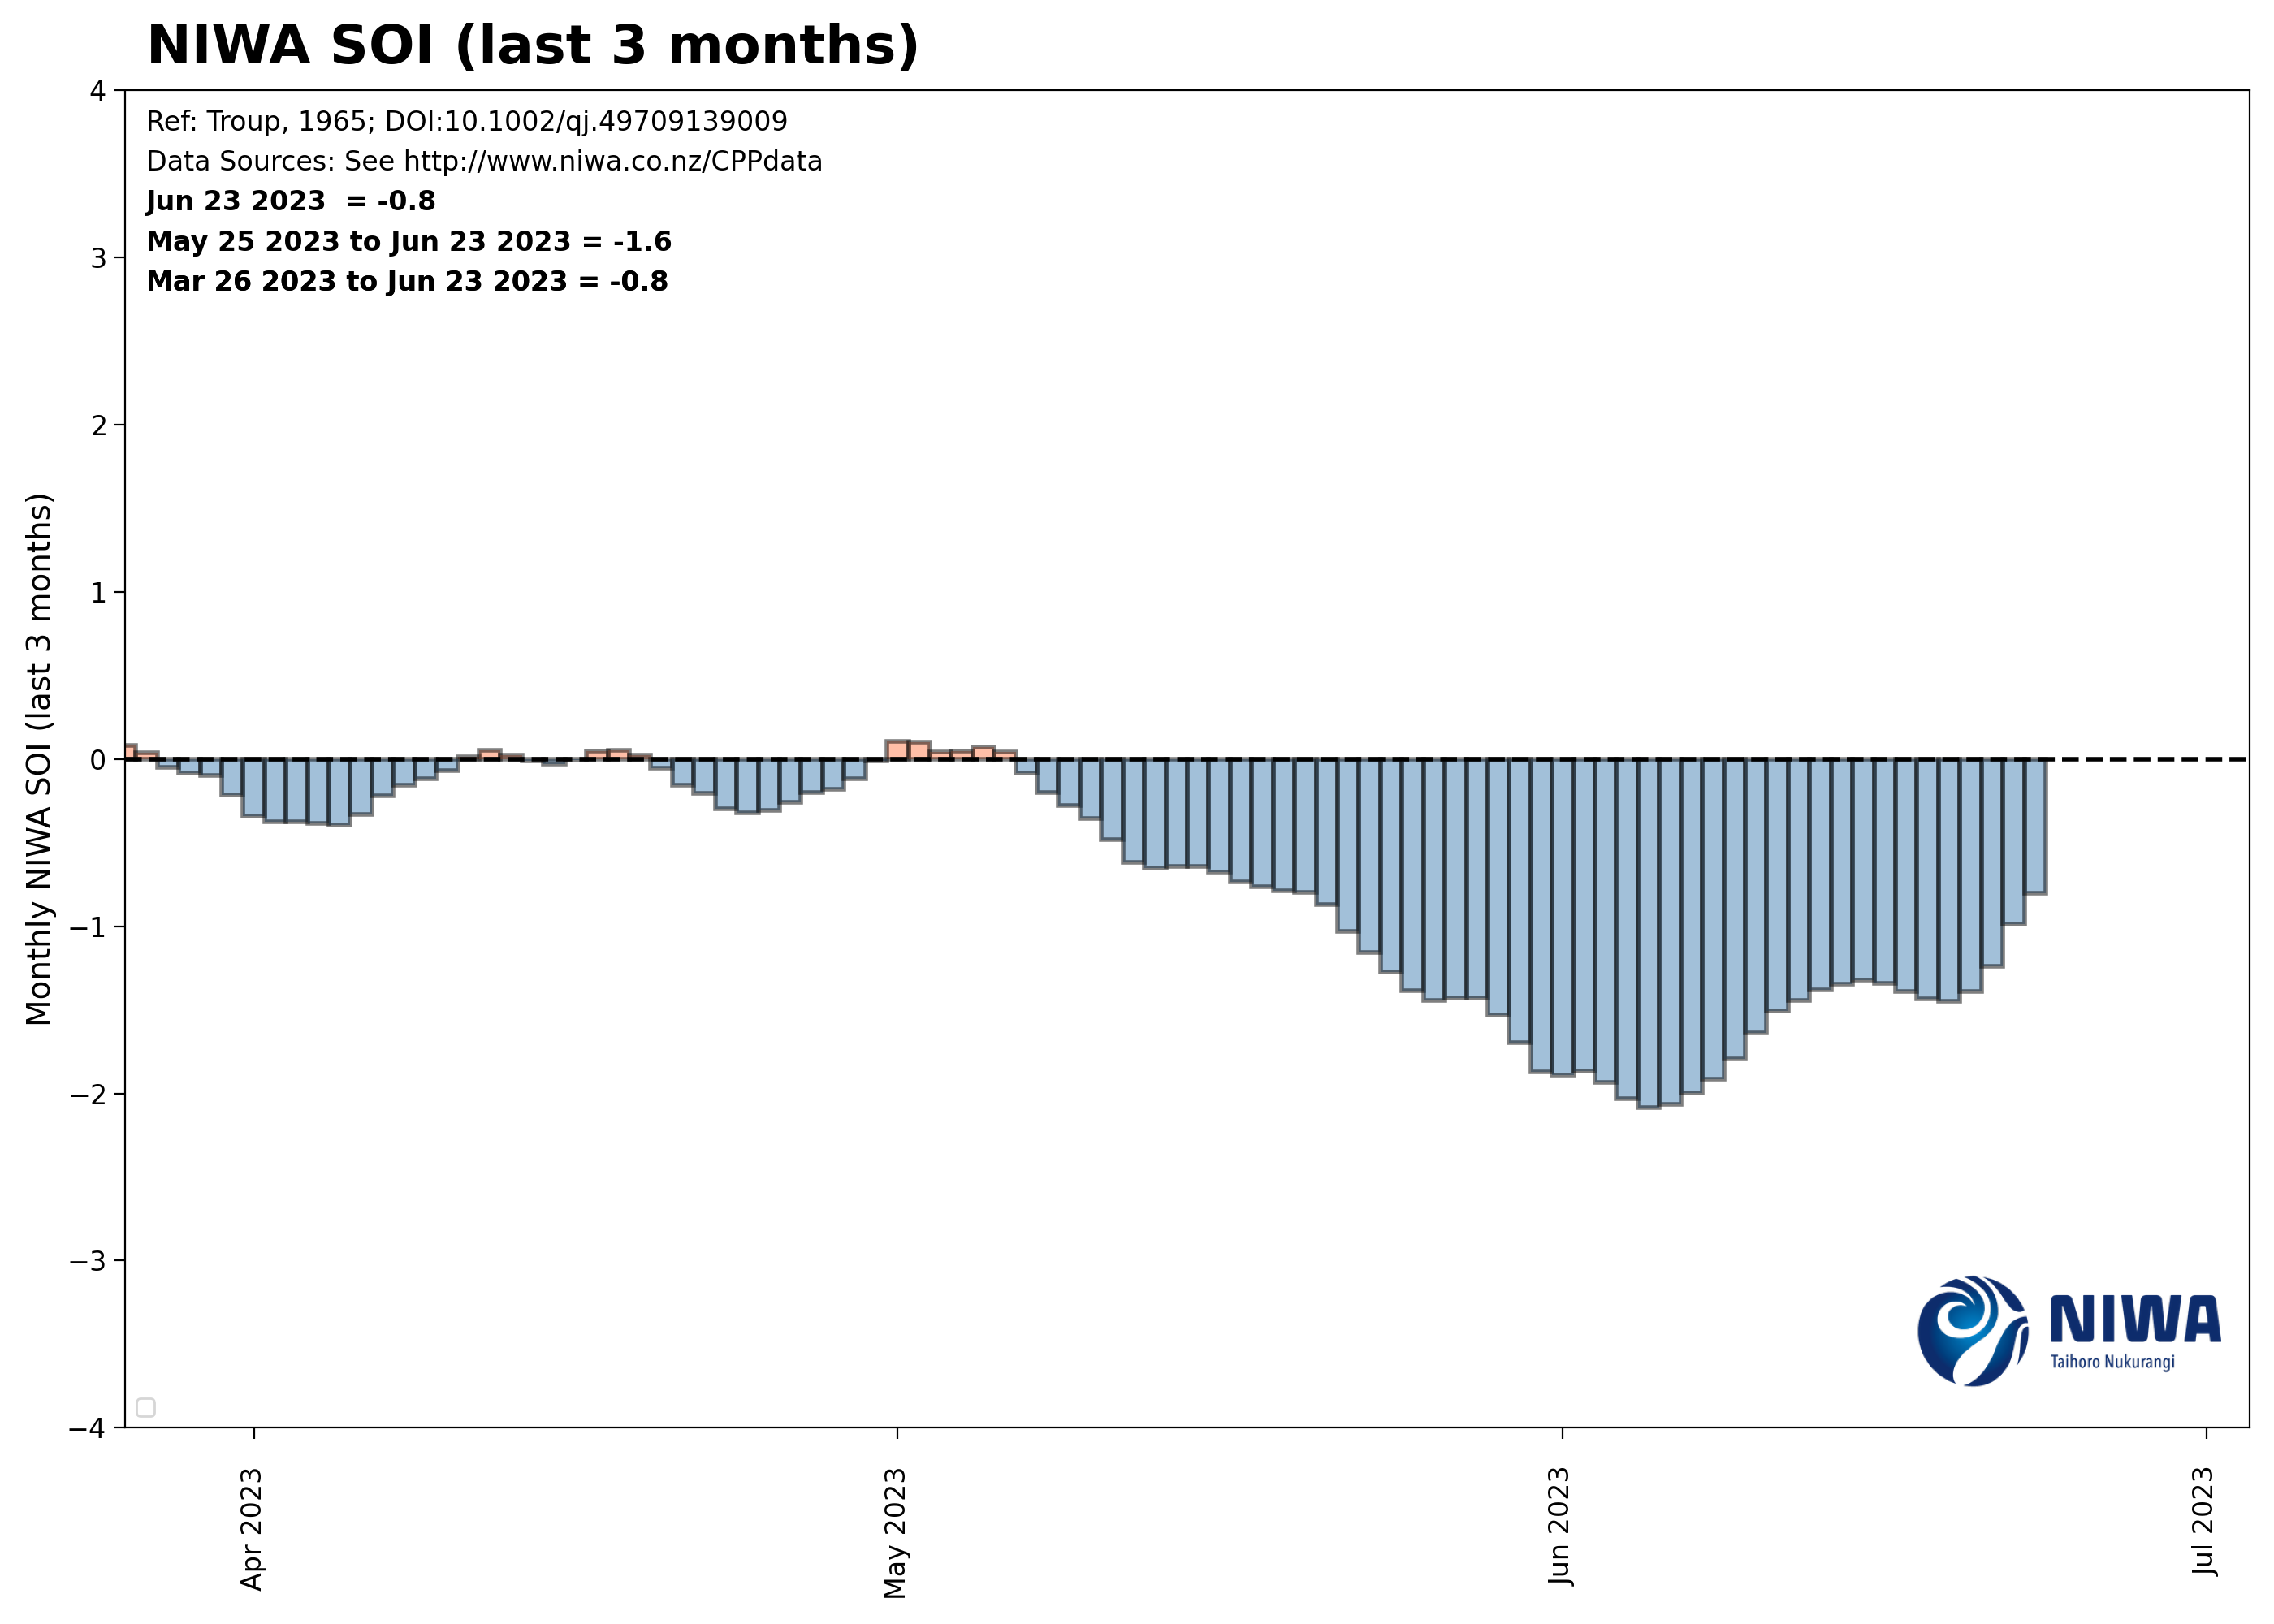 NIWA SOI (last 3 months)
Ref: Troup, 1965; DOI:10.1002/qj.49709139009
Data Sources: See http://www.niwa.co.nz/CPPdata
Jun 23 2023  = -0.8
May 25 2023 to Jun 23 2023 = -1.6
Mar 26 2023 to Jun 23 2023 = -0.8
Monthly NIWA SOI (last 3 months)
4
3
2
1
0
−1
−2
−3
−4
Apr 2023
May 2023
Jun 2023
Jul 2023
NIWA
Taihoro Nukurangi